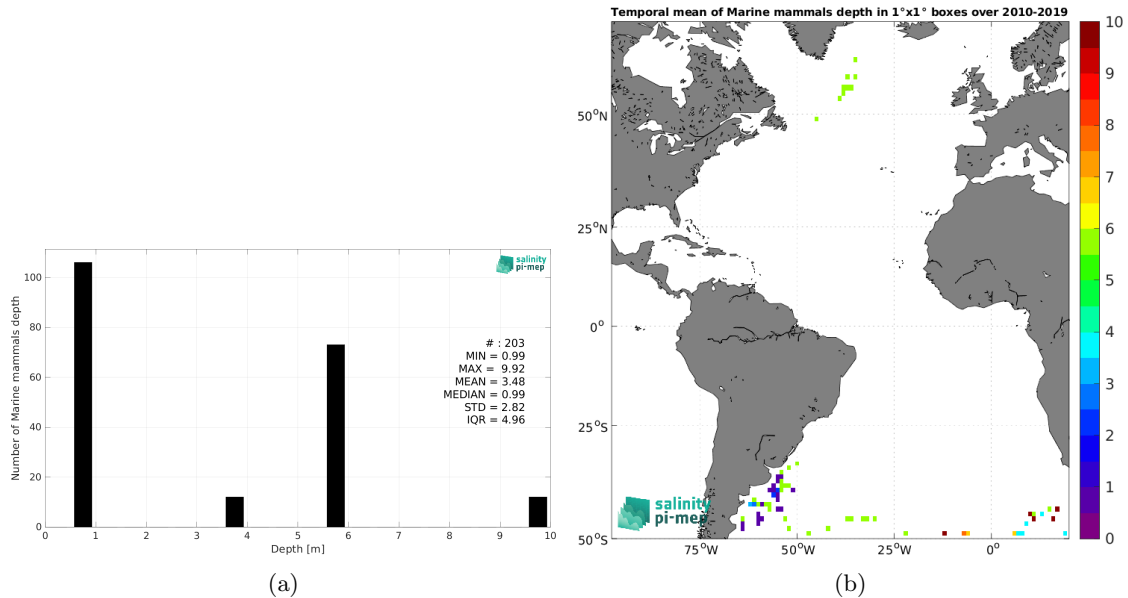 Temporal mean of Marine mammals depth in 1°x1° boxes over 2010-2019
salinity
pi-mep
Number of Marine mammals depth
100
80
60
40
20
0
# : 203
MIN = 0.99
MAX = 9.92
MEAN = 3.48
MEDIAN = 0.99
STD = 2.82
IQR = 4.96
0 1 2 3 4 5 6 7 8 9 10
Depth [m]
(a)
50°N
25°N
0°
25°S
50°S
75°W 50°W 25°W 0°
salinity
pi-mep
10
9
8
7
6
5
4
3
2
1
0
(b)